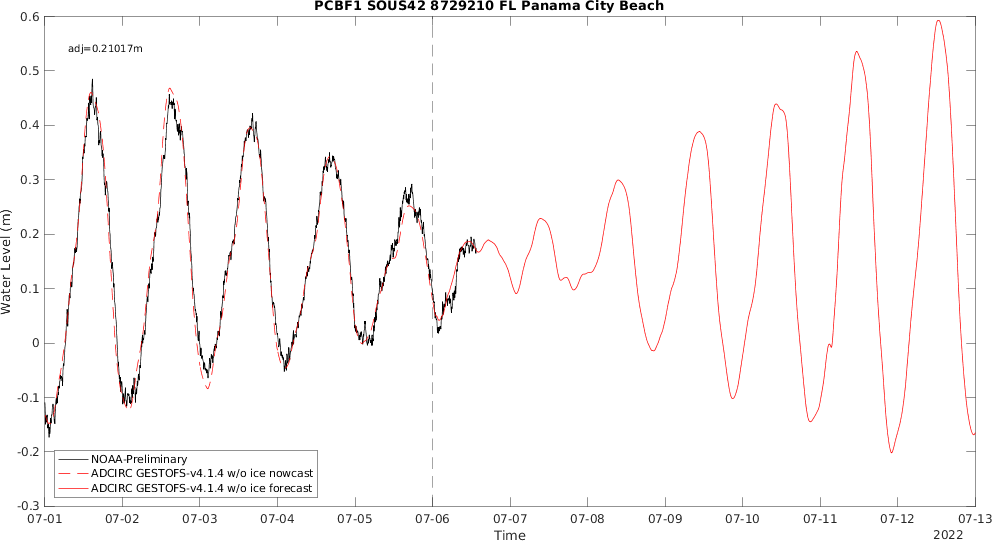 PCBF1 SOUS42 8729210 FL Panama City Beach
adj=0.21017m
0.6
0.5
0.4
0.3
0.2
0.1
0
-0.1
-0.2
-0.3
Water Level (m)
NOAA-Preliminary
ADCIRC GESTOFS-v4.1.4 w/o ice nowcast
ADCIRC GESTOFS-v4.1.4 w/o ice forecast
07-01 07-02 07-03 07-04 07-05 07-06 07-07 07-08 07-09 07-10 07-11 07-12 07-13
Time
2022